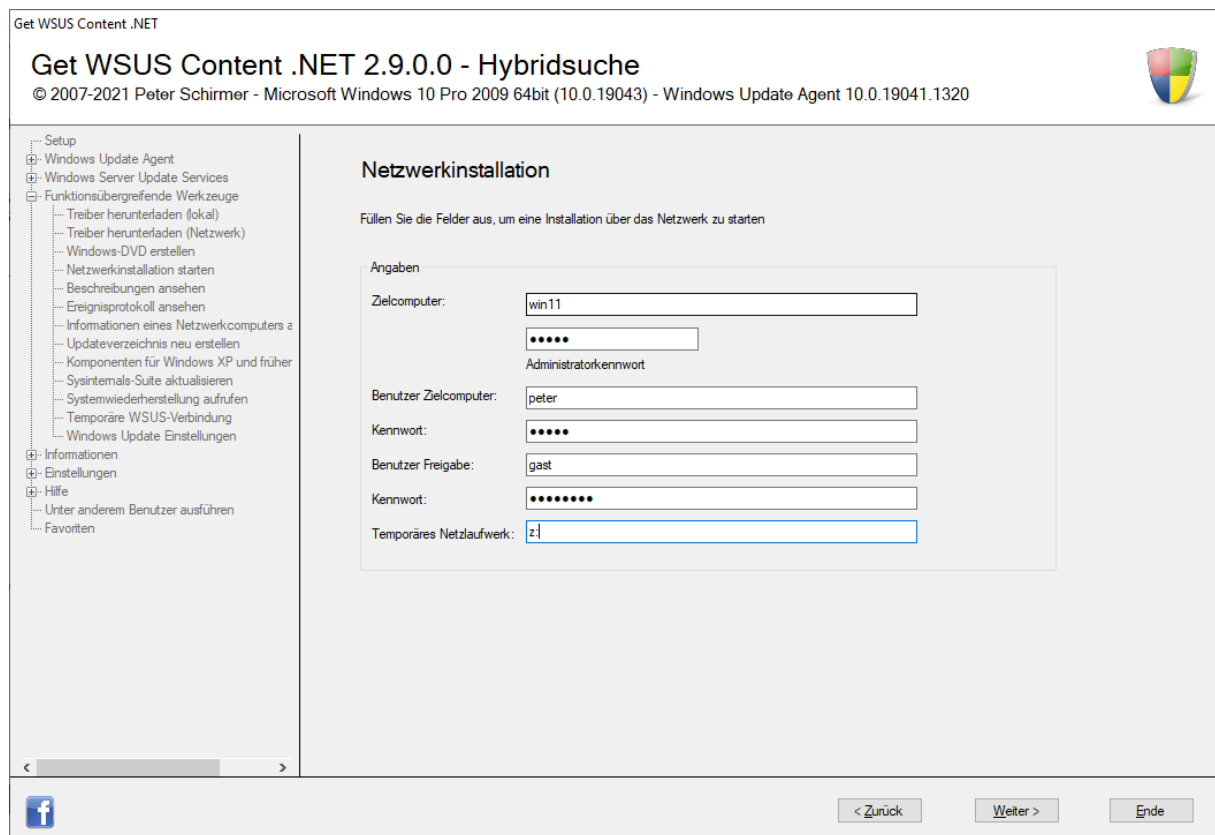 Get WSUS Content .NET
Get WSUS Content .NET 2.9.0.0 - Hybridsuche
© 2007-2021 Peter Schirmer - Microsoft Windows 10 Pro 2009 64bit (10.0.19043) - Windows Update Agent 10.0.19041.1320
Setup
Windows Update Agent
Windows Server Update Services
Funktionsübergreifende Werkzeuge
Treiber herunterladen (lokal)
Treiber herunterladen (Netzwerk)
Windows-DVD erstellen
Netzwerkinstallation starten
Beschreibungen ansehen
Ereignisprotokoll ansehen
Informationen eines Netzwerkcomputers a
Updateverzeichnis neu erstellen
Komponenten für Windows XP und früher
Sysinternals-Suite aktualisieren
Systemwiederherstellung aufrufen
Temporäre WSUS-Verbindung
Windows Update Einstellungen
Informationen
Einstellungen
Hilfe
Unter anderem Benutzer ausführen
Favoriten
Netzwerkinstallation
Füllen Sie die Felder aus, um eine Installation über das Netzwerk zu starten
Angaben
Zielcomputer: win11
●●●●●
Administratorkennwort
Benutzer Zielcomputer: peter
Kennwort: ●●●●●
Benutzer Freigabe: gast
Kennwort: ●●●●●●●●
Temporäres Netzlaufwerk: z:
f
< Zurück Weiter > Ende